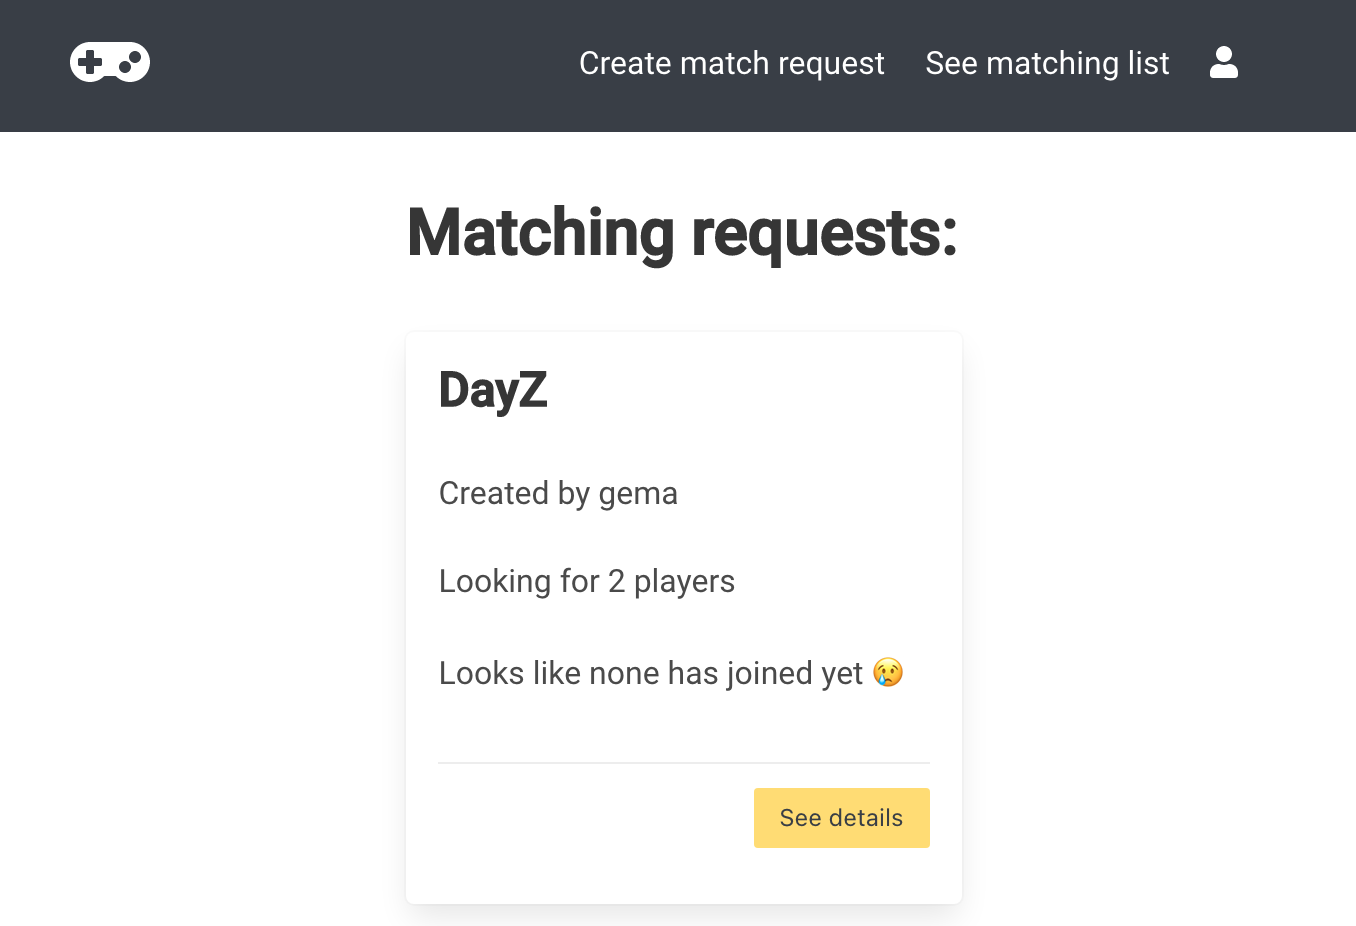 Create match request See matching list
Matching requests:
DayZ
Created by gema
Looking for 2 players
Looks like none has joined yet 😢
See details